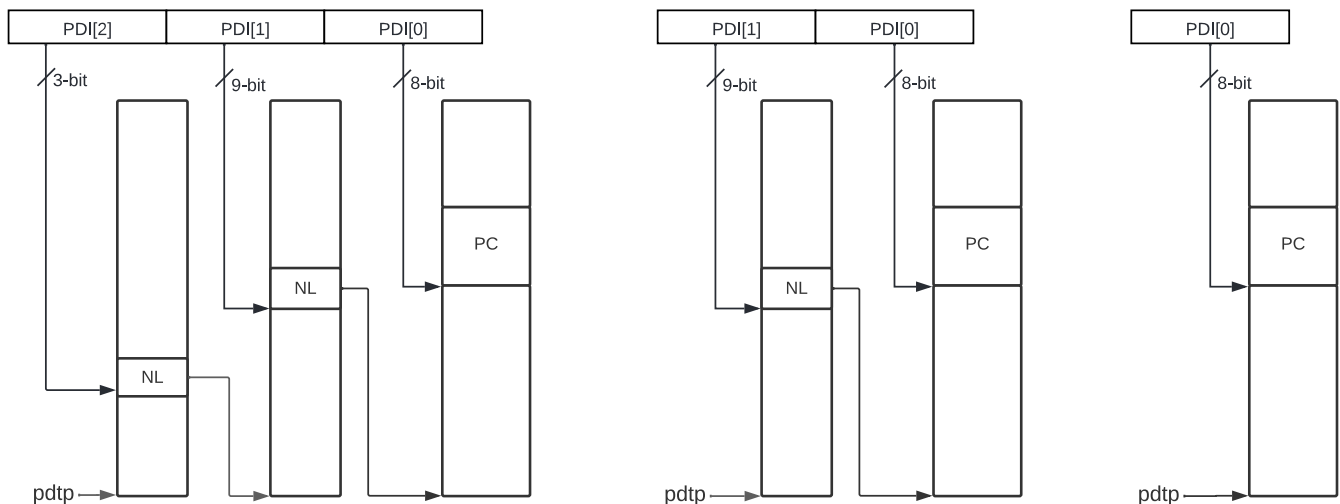 PDI[2] PDI[1] PDI[0]
3-bit 9-bit 8-bit
PC
NL
NL
pdtp
PDI[1] PDI[0]
9-bit 8-bit
PC
NL
pdtp
PDI[0]
8-bit
PC
pdtp